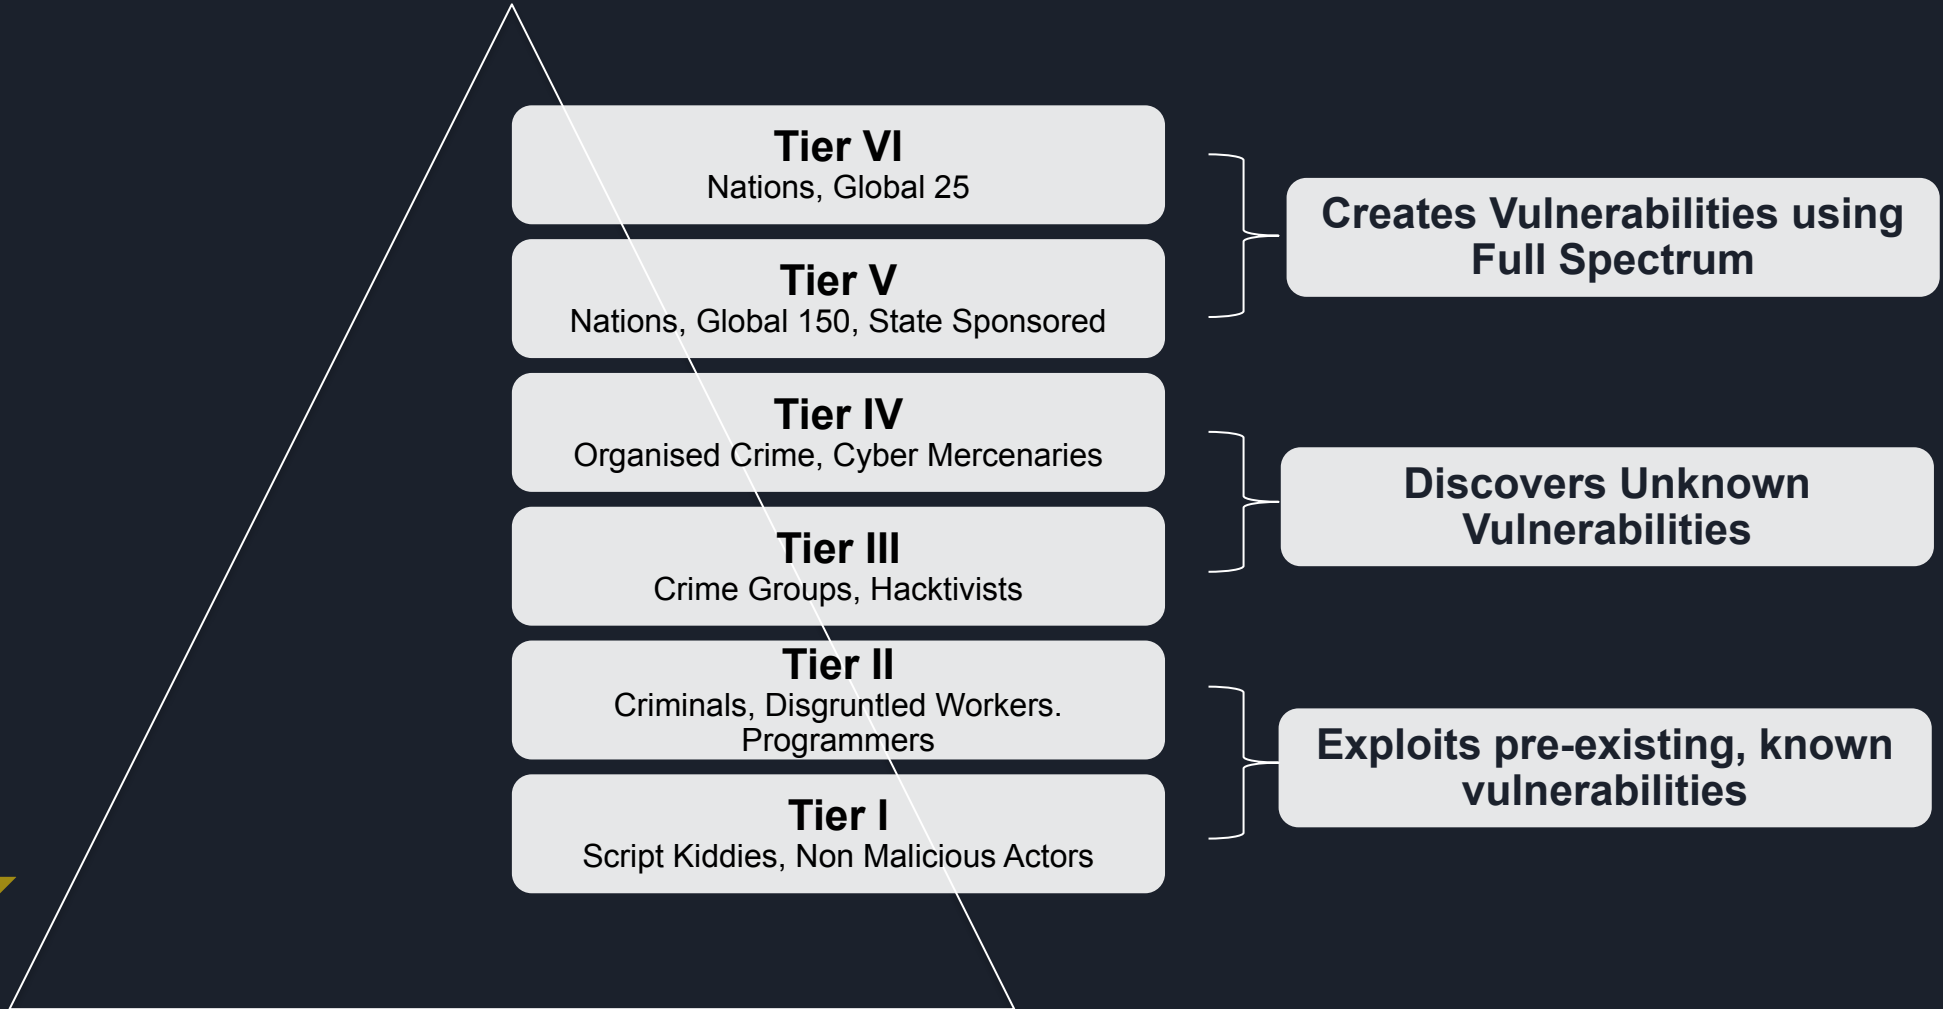 Tier VI
Nations, Global 25
Creates Vulnerabilities using
Full Spectrum
Tier V
Nations, Global 150, State Sponsored
Tier IV
Organised Crime, Cyber Mercenaries
Discovers Unknown
Vulnerabilities
Tier III
Crime Groups, Hacktivists
Tier II
Criminals, Disgruntled Workers.
Programmers
Exploits pre-existing, known
vulnerabilities
Tier I
Script Kiddies, Non Malicious Actors